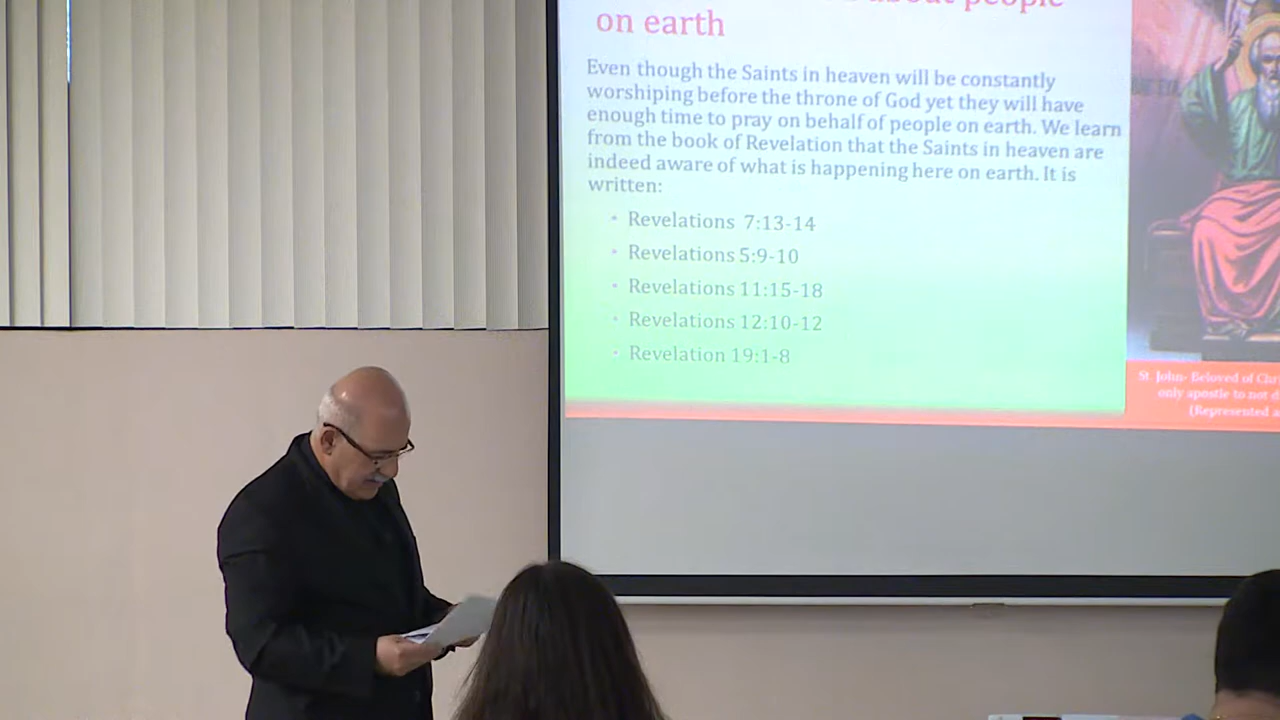 about people
on earth
Even though the Saints in heaven will be constantly
worshiping before the throne of God yet they will have
enough time to pray on behalf of people on earth. We learn
from the book of Revelation that the Saints in heaven are
indeed aware of what is happening here on earth. It is
written:
• Revelations 7:13-14
• Revelations 5:9-10
• Revelations 11:15-18
• Revelations 12:10-12
• Revelation 19:1-8
St. John- Beloved of
only apostle to not
(Represented